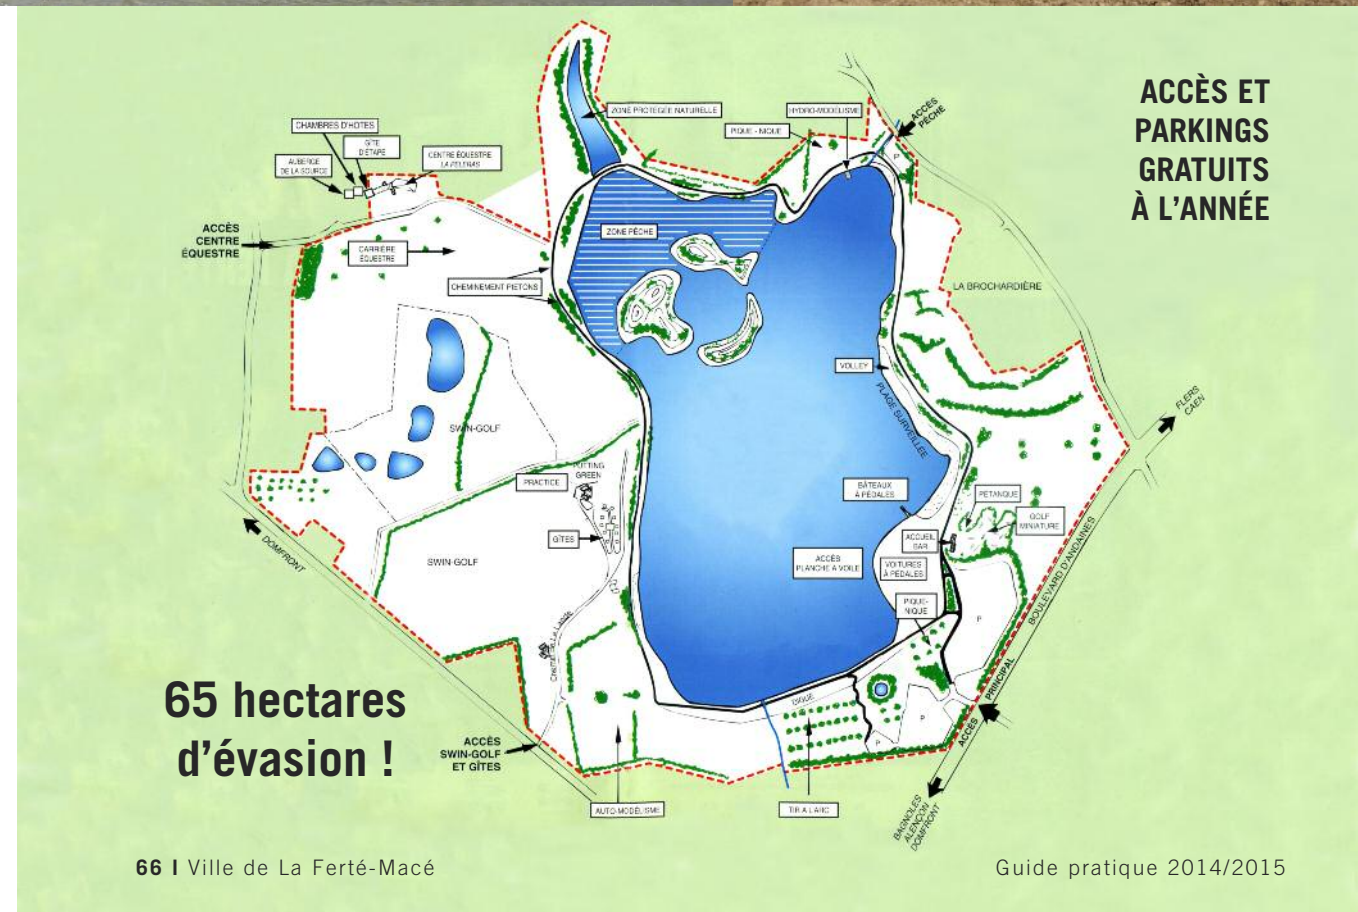 ACCÈS ET
PARKINGS
GRATUITS
À L'ANNÉE
ZONE PROTÉGÉE NATURELLE
HYDRO-MODÉLISME
PIQUE - NIQUE
ACCÈS
PÊCHE
P
CHAMBRES D'HOTES
GÎTE
D'ÉTAPE
AUBERGE
DE LA SOURCE
CENTRE ÉQUESTRE
ACCÈS
CENTRE
ÉQUESTRE
CARRIÈRE
ÉQUESTRE
ZONE PÊCHE
CHEMINEMENT PIETONS
LA BROCHARDIÈRE
VOLLEY
PLAGE SURVEILLÉE
FLERS
CAEN
SWIN-GOLF
PUTTING
GREEN
PRACTICE
GÎTES
BÂTEAUX
À PÉDALES
PÉTANQUE
GOLF
MINIATURE
ACCUEIL
BAR
ACCÈS
PLANCHE A VOILE
VOITURES
À PÉDALES
PIQUE-
NIQUE
P
BOULEVARD D'ANDAINES
DOMFRONT
SWIN-GOLF
DIGUE
P
P
ACCÈS PRINCIPAL
ACCÈS
SWIN-GOLF
ET GÎTES
AUTO-MODÉLISME
TIR A L'ARC
BAGNOLES
ALENÇON
DOMFRONT
65 hectares
d'évasion !
66 I Ville de La Ferté-Macé
Guide pratique 2014/2015